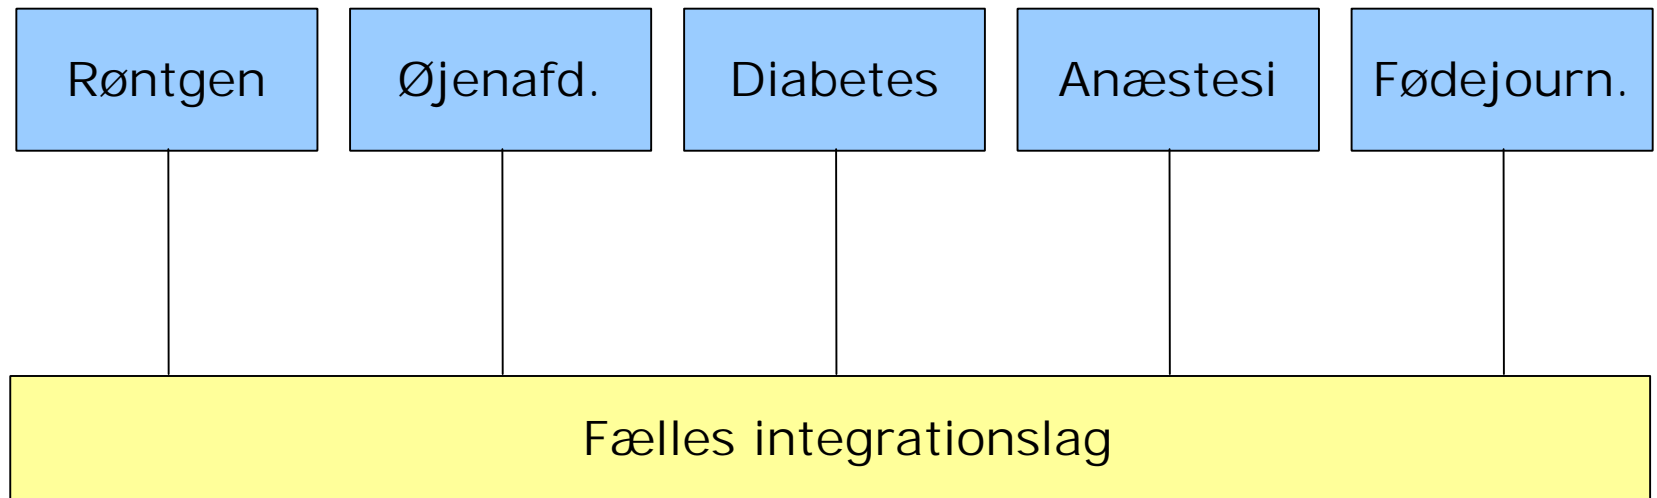 Røntgen
Øjenafd.
Diabetes
Anæstesi
Fødejourn.
Fælles integrationslag